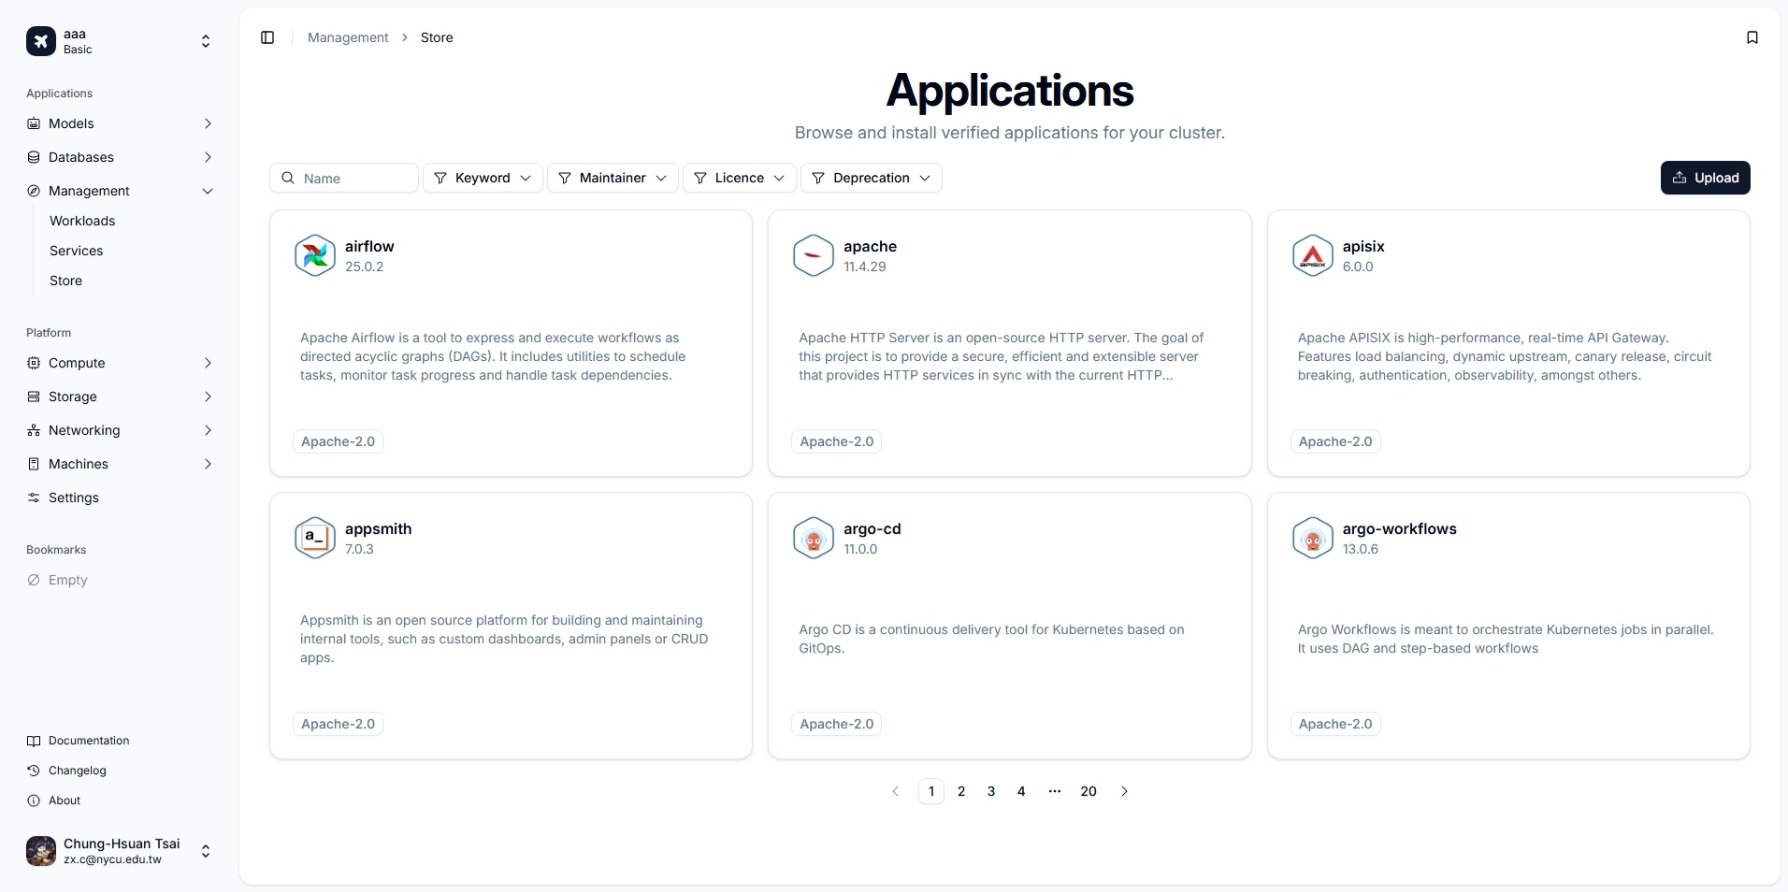 aaa
Basic
Applications
Models
Databases
Management
Workloads
Services
Store
Platform
Compute
Storage
Networking
Machines
Settings
Bookmarks
Empty
Documentation
Changelog
About
Chung-Hsuan Tsai
zx.c@nycu.edu.tw
Management > Store
Applications
Browse and install verified applications for your cluster.
Name
Keyword
Maintainer
Licence
Deprecation
Upload
airflow
25.0.2
Apache Airflow is a tool to express and execute workflows as
directed acyclic graphs (DAGs). It includes utilities to schedule
tasks, monitor task progress and handle task dependencies.
Apache-2.0
apache
11.4.29
Apache HTTP Server is an open-source HTTP server. The goal of
this project is to provide a secure, efficient and extensible server
that provides HTTP services in sync with the current HTTP...
Apache-2.0
APISIX
apisix
6.0.0
Apache APISIX is high-performance, real-time API Gateway.
Features load balancing, dynamic upstream, canary release, circuit
breaking, authentication, observability, amongst others.
Apache-2.0
a_
appsmith
7.0.3
Appsmith is an open source platform for building and maintaining
internal tools, such as custom dashboards, admin panels or CRUD
apps.
Apache-2.0
argo-cd
11.0.0
Argo CD is a continuous delivery tool for Kubernetes based on
GitOps.
Apache-2.0
argo-workflows
13.0.6
Argo Workflows is meant to orchestrate Kubernetes jobs in parallel.
It uses DAG and step-based workflows
Apache-2.0
< 1 2 3 4 ... 20 >